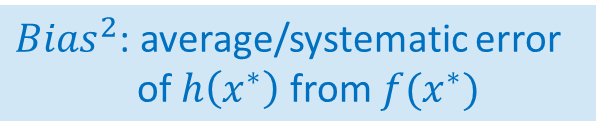 Bias²: average/systematic error
of h(x*) from f(x*)